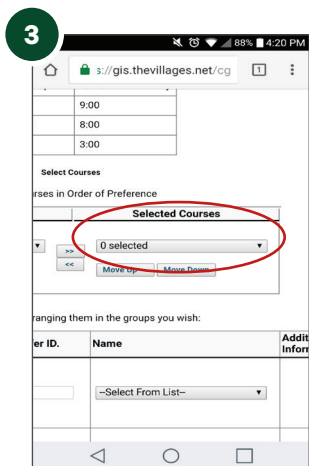 3
88% 4:20 PM
s://gis.thevillages.net/cg 1
9:00
8:00
3:00
Select Courses
rses in Order of Preference
Selected Courses
>> 0 selected
<< Move Up Move Down
ranging them in the groups you wish:
er ID. Name Addit
Inforr
--Select From List--